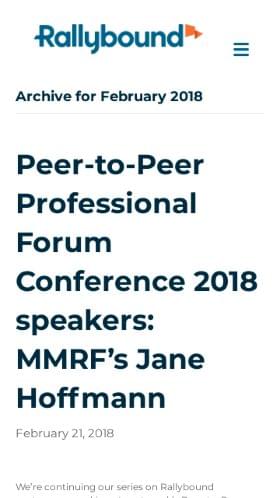 Rallybound
Archive for February 2018
Peer-to-Peer
Professional
Forum
Conference 2018
speakers:
MMRF's Jane
Hoffmann
February 21, 2018
We're continuing our series on Rallybound